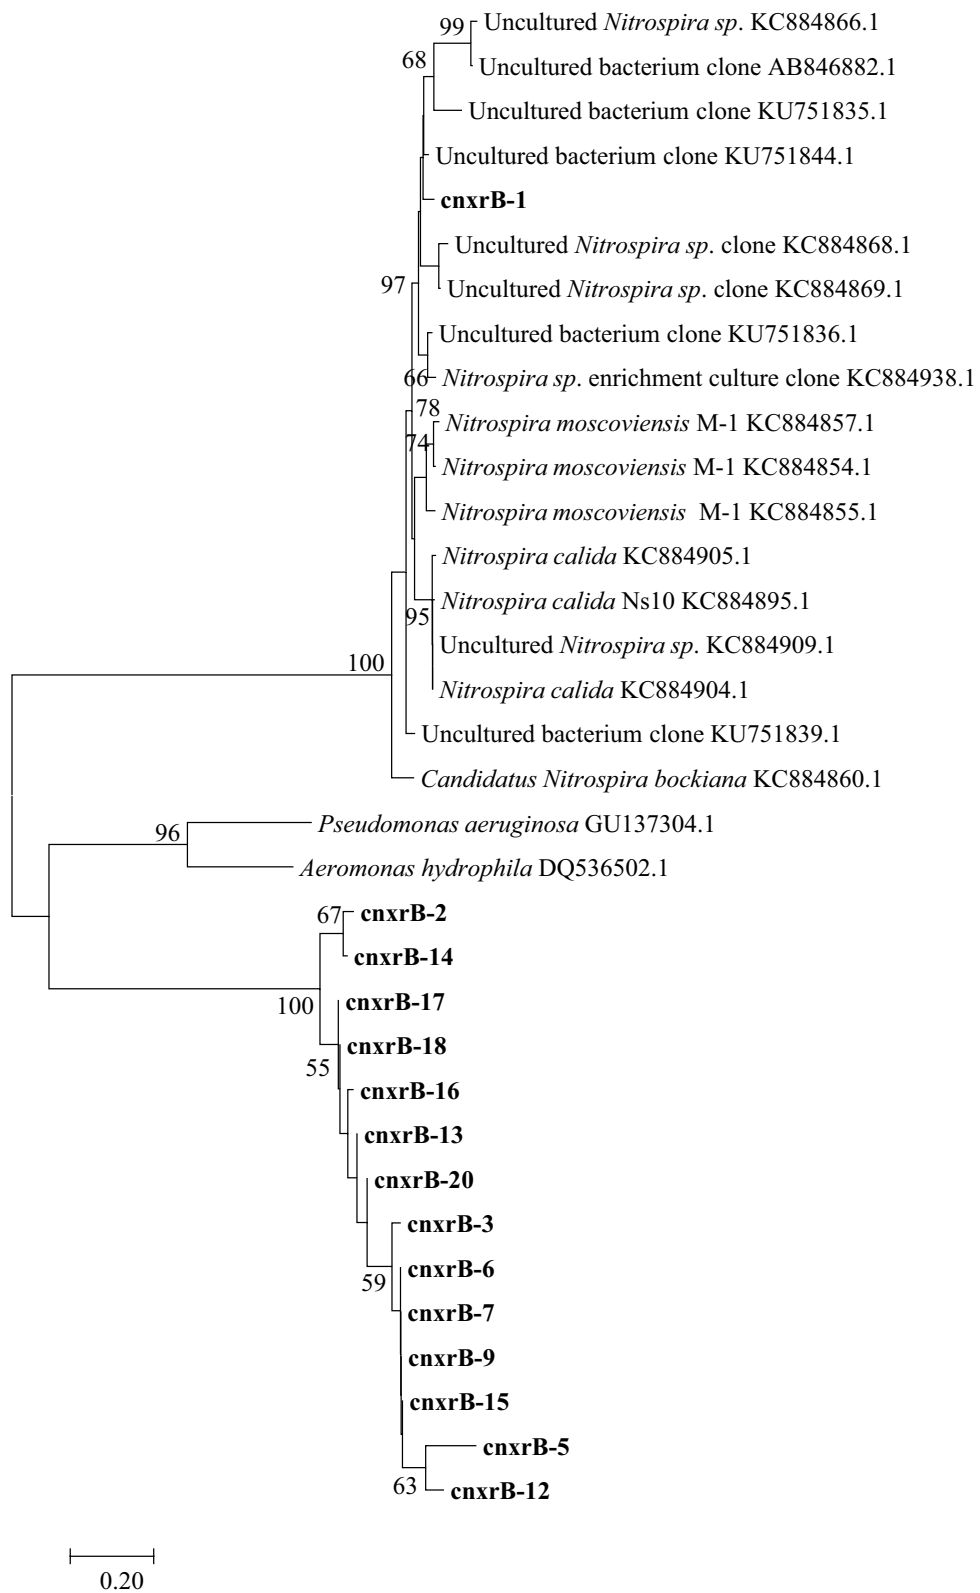 99
Uncultured Nitrospira sp. KC884866.1
68
Uncultured bacterium clone AB846882.1
Uncultured bacterium clone KU751835.1
Uncultured bacterium clone KU751844.1
cnxrB-1
Uncultured Nitrospira sp. clone KC884868.1
97
Uncultured Nitrospira sp. clone KC884869.1
Uncultured bacterium clone KU751836.1
66
Nitrospira sp. enrichment culture clone KC884938.1
78
Nitrospira moscoviensis M-1 KC884857.1
74
Nitrospira moscoviensis M-1 KC884854.1
Nitrospira moscoviensis M-1 KC884855.1
Nitrospira calida KC884905.1
Nitrospira calida Ns10 KC884895.1
95
Uncultured Nitrospira sp. KC884909.1
100
Nitrospira calida KC884904.1
Uncultured bacterium clone KU751839.1
Candidatus Nitrospira bockiana KC884860.1
Pseudomonas aeruginosa GU137304.1
96
Aeromonas hydrophila DQ536502.1
67
cnxrB-2
cnxrB-14
100
cnxrB-17
cnxrB-18
55
cnxrB-16
cnxrB-13
cnxrB-20
cnxrB-3
cnxrB-6
59
cnxrB-7
cnxrB-9
cnxrB-15
cnxrB-5
63
cnxrB-12
0.20